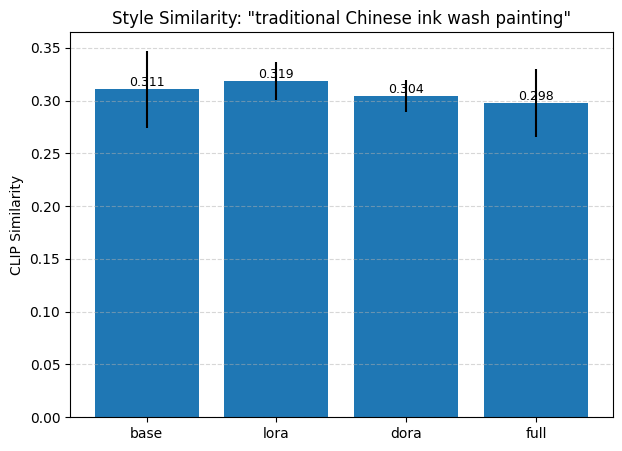 Style Similarity: "traditional Chinese ink wash painting"
CLIP Similarity
0.35
0.30
0.25
0.20
0.15
0.10
0.05
0.00
0.311
0.319
0.304
0.298
base
lora
dora
full